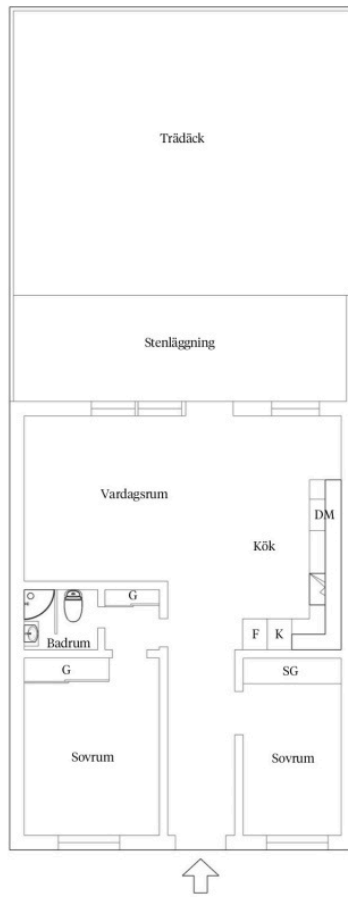 Trädäck
Stenläggning
Vardagsrum
DM
Kök
G
F K
Badrum
G
SG
Sovrum
Sovrum